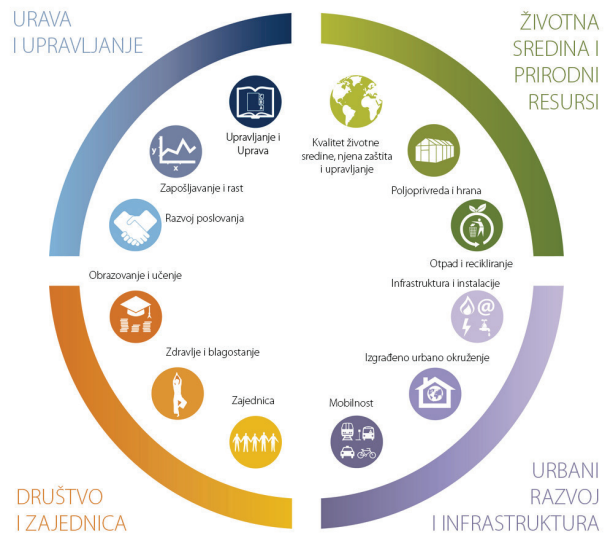 URAVA
I UPRAVLJANJE
ŽIVOTNA
SREDINA I
PRIRODNI
RESURSI
Upravljanje i
Uprava
Kvalitet životne
sredine, njena zaštita
i upravljanje
y
x
Zapošljavanje i rast
Poljoprivreda i hrana
Razvoj poslovanja
Otpad i recikliranje
Obrazovanje i učenje
Infrastruktura i instalacije
@
Zdravlje i blagostanje
Izgrađeno urbano okruženje
Zajednica
Mobilnost
DRUŠTVO
I ZAJEDNICA
URBANI
RAZVOJ
I INFRASTRUKTURA